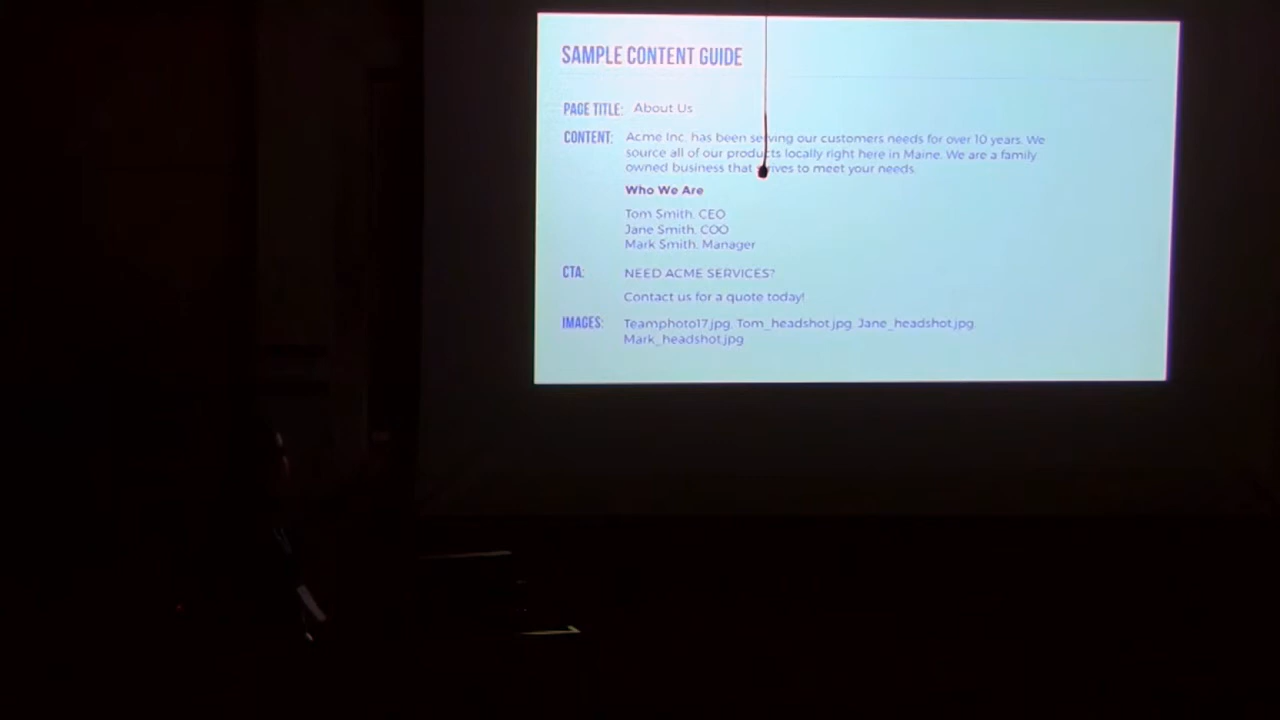 SAMPLE CONTENT GUIDE
PAGE TITLE: About Us
CONTENT: Acme Inc. has been serving our customers needs for over 10 years. We
source all of our products locally right here in Maine. We are a family
owned business that strives to meet your needs.
Who We Are
Tom Smith, CEO
Jane Smith, COO
Mark Smith, Manager
CTA: NEED ACME SERVICES?
Contact us for a quote today!
IMAGES: Teamphoto17.jpg, Tom_headshot.jpg, Jane_headshot.jpg,
Mark_headshot.jpg